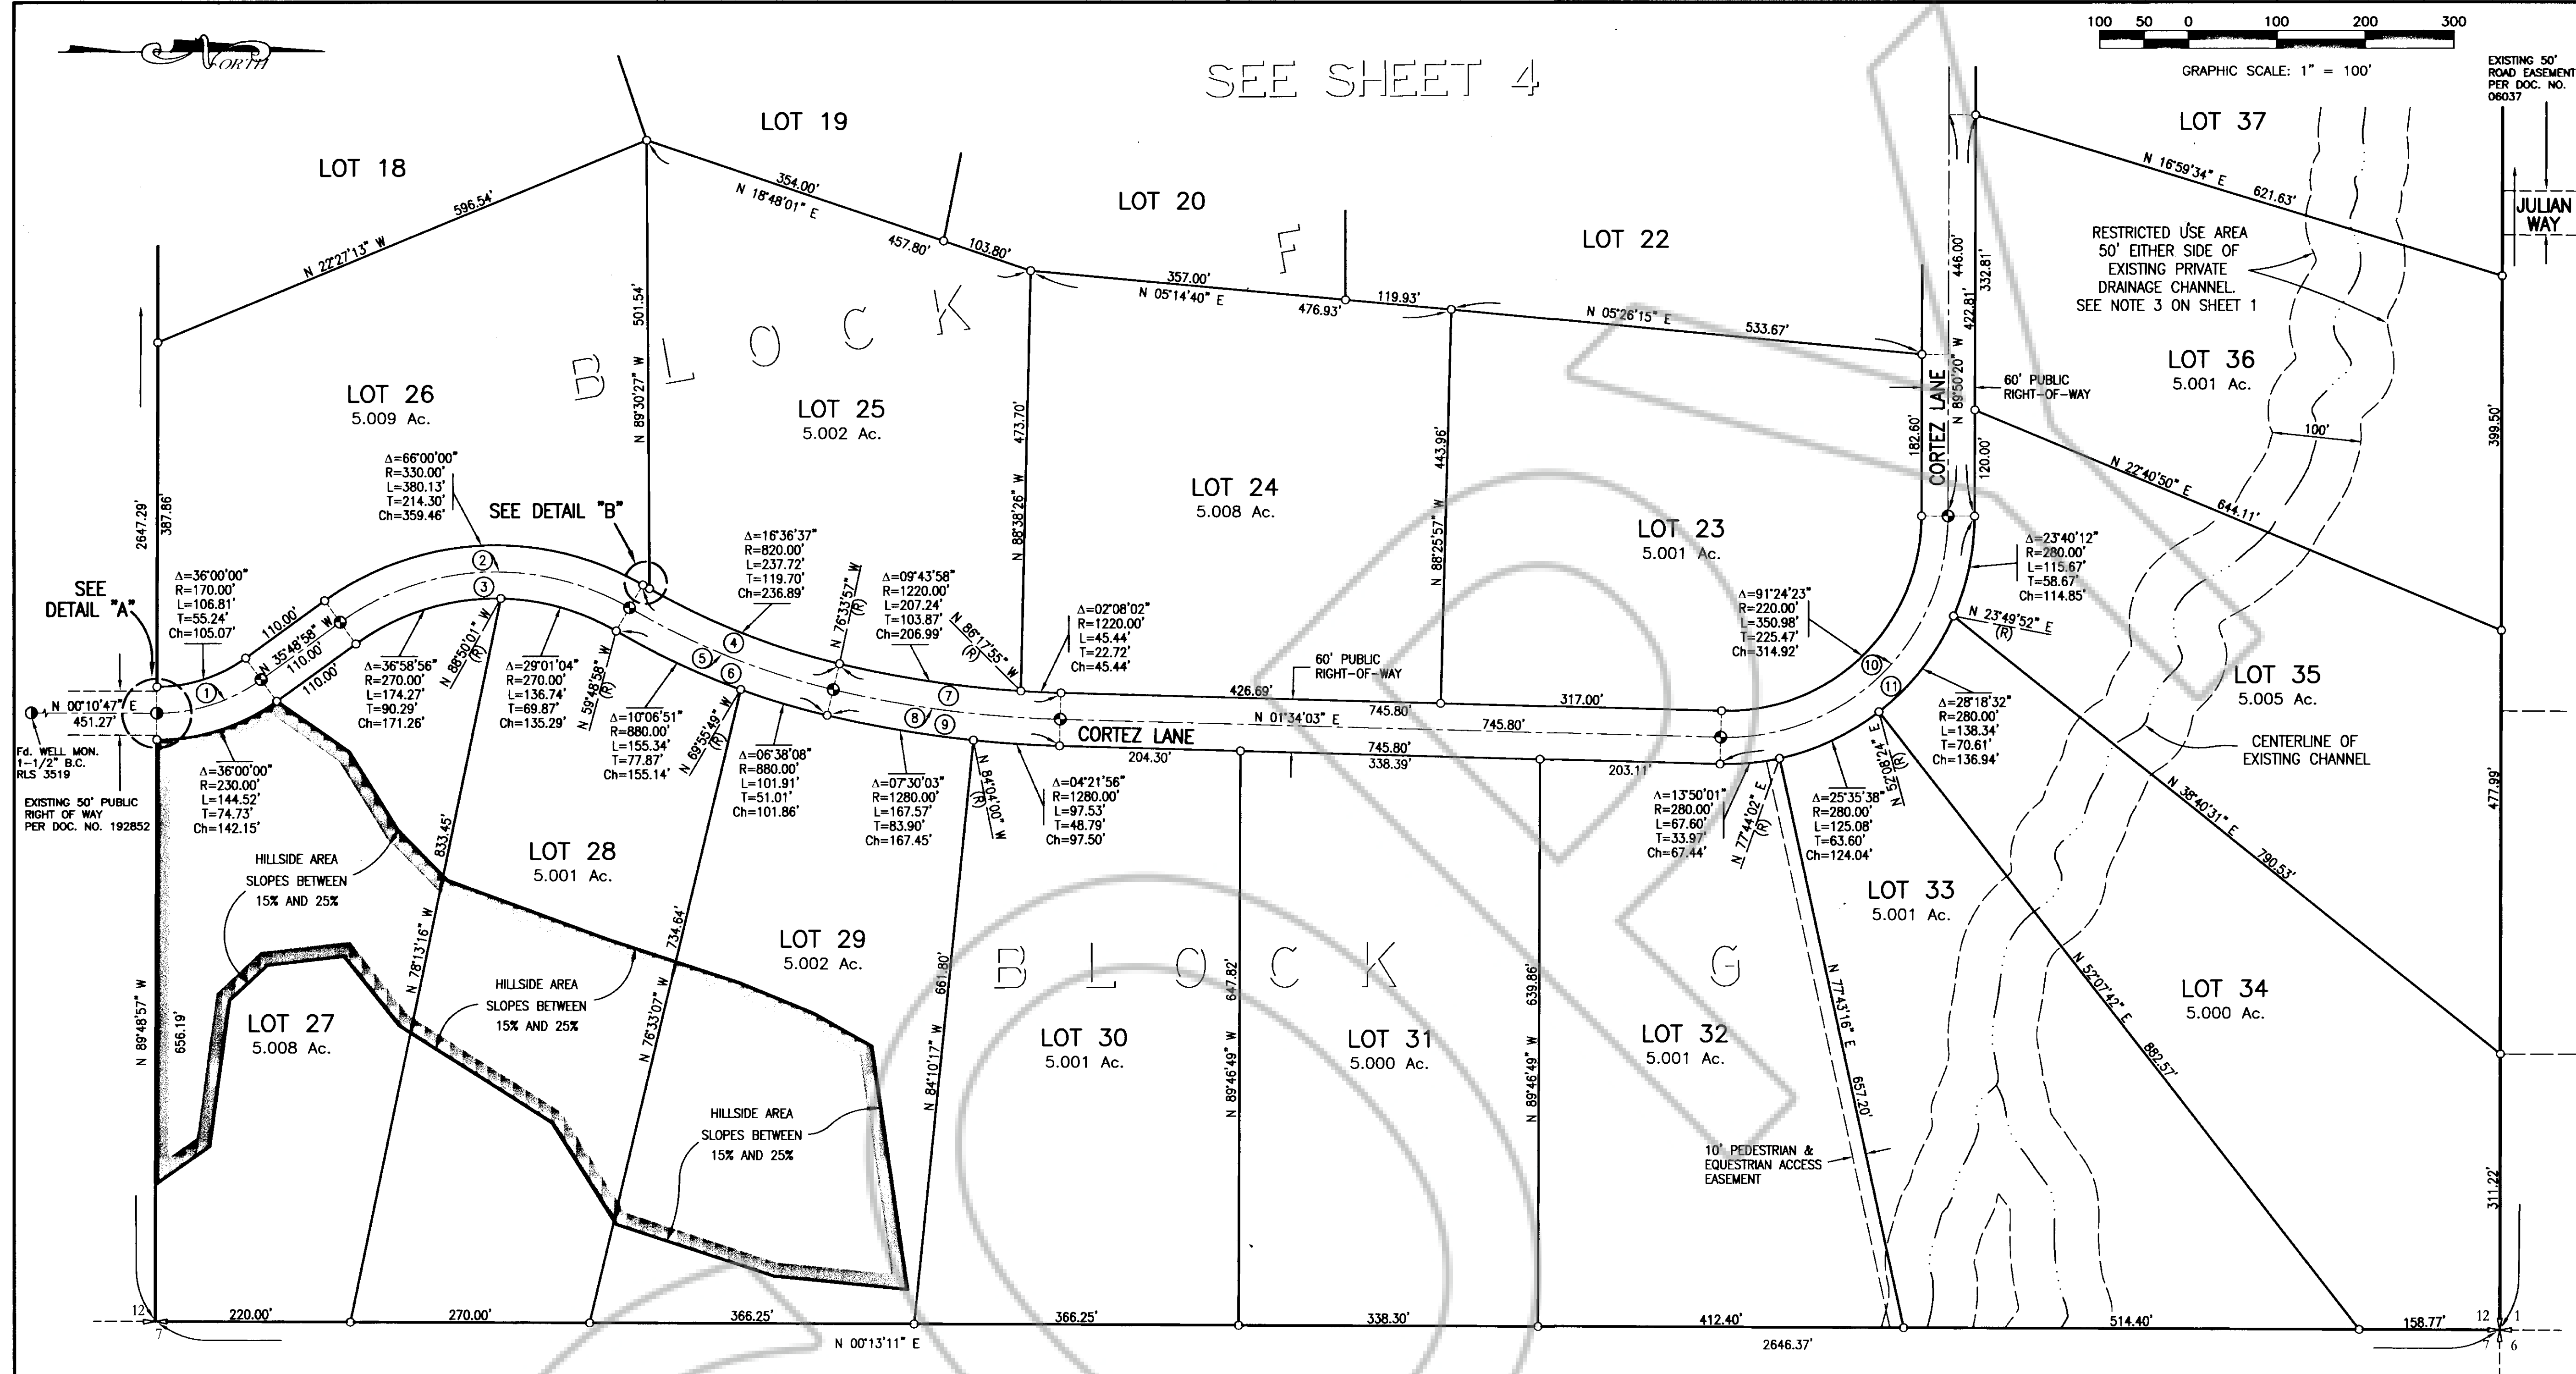 NORTH
SEE SHEET 4
100 50 0 100 200 300
GRAPHIC SCALE: 1" = 100'
EXISTING 50'
ROAD EASEMENT
PER DOC. NO.
06037
JULIAN
WAY
LOT 18
LOT 19
LOT 20
LOT 22
LOT 37
N 22°27'13" W
596.54'
354.00'
N 18°48'01" E
457.80'
103.80'
357.00'
N 05°14'40" E
476.93'
119.93'
N 05°26'15" E
533.67'
N 16°59'34" E
621.63'
RESTRICTED USE AREA
50' EITHER SIDE OF
EXISTING PRIVATE
DRAINAGE CHANNEL.
SEE NOTE 3 ON SHEET 1
BLOCK F
LOT 26
5.009 Ac.
LOT 25
5.002 Ac.
LOT 24
5.008 Ac.
LOT 23
5.001 Ac.
LOT 36
5.001 Ac.
2647.29'
387.86'
N 89°30'27" W
501.54'
N 88°38'26" W
473.70'
N 88°25'57" W
443.96'
182.60'
CORTEZ LANE
N 89°50'20" W
446.00'
422.81'
332.81'
120.00'
60' PUBLIC
RIGHT-OF-WAY
100'
399.50'
N 22°40'50" E
644.11'
SEE
DETAIL "A"
SEE DETAIL "B"
Δ=36°00'00"
R=170.00'
L=106.81'
T=55.24'
Ch=105.07'
Δ=66°00'00"
R=330.00'
L=380.13'
T=214.30'
Ch=359.46'
Δ=16°36'37"
R=820.00'
L=237.72'
T=119.70'
Ch=236.89'
N 76°33'57" W
(R)
Δ=09°43'58"
R=1220.00'
L=207.24'
T=103.87'
Ch=206.99'
N 86°17'55" W
(R)
Δ=02°08'02"
R=1220.00'
L=45.44'
T=22.72'
Ch=45.44'
Δ=91°24'23"
R=220.00'
L=350.98'
T=225.47'
Ch=314.92'
Δ=23°40'12"
R=280.00'
L=115.67'
T=58.67'
Ch=114.85'
N 23°49'52" E
(R)
110.00'
N 35°48'58" W
110.00'
110.00'
1
2
3
4
5
6
7
8
9
10
11
N 00°10'47" E
451.27'
Fd. WELL MON.
1-1/2" B.C.
RLS 3519
EXISTING 50' PUBLIC
RIGHT OF WAY
PER DOC. NO. 192852
Δ=36°00'00"
R=230.00'
L=144.52'
T=74.73'
Ch=142.15'
Δ=36°58'56"
R=270.00'
L=174.27'
T=90.29'
Ch=171.26'
N 88°50'01" W
(R)
Δ=29°01'04"
R=270.00'
L=136.74'
T=69.87'
Ch=135.29'
N 59°48'58" W
(R)
Δ=10°06'51"
R=880.00'
L=155.34'
T=77.87'
Ch=155.14'
N 69°55'49" W
(R)
Δ=06°38'08"
R=880.00'
L=101.91'
T=51.01'
Ch=101.86'
Δ=07°30'03"
R=1280.00'
L=167.57'
T=83.90'
Ch=167.45'
N 84°04'00" W
(R)
Δ=04°21'56"
R=1280.00'
L=97.53'
T=48.79'
Ch=97.50'
426.69'
60' PUBLIC
RIGHT-OF-WAY
745.80'
317.00'
N 01°34'03" E
745.80'
CORTEZ LANE
204.30'
745.80'
338.39'
203.11'
Δ=13°50'01"
R=280.00'
L=67.60'
T=33.97'
Ch=67.44'
N 77°44'02" E
(R)
Δ=25°35'38"
R=280.00'
L=125.08'
T=63.60'
Ch=124.04'
N 52°08'24" E
(R)
Δ=28°18'32"
R=280.00'
L=138.34'
T=70.61'
Ch=136.94'
LOT 35
5.005 Ac.
CENTERLINE OF
EXISTING CHANNEL
477.99'
N 38°40'31" E
790.53'
HILLSIDE AREA
SLOPES BETWEEN
15% AND 25%
HILLSIDE AREA
SLOPES BETWEEN
15% AND 25%
HILLSIDE AREA
SLOPES BETWEEN
15% AND 25%
LOT 28
5.001 Ac.
LOT 29
5.002 Ac.
LOT 33
5.001 Ac.
BLOCK G
LOT 27
5.008 Ac.
LOT 30
5.001 Ac.
LOT 31
5.000 Ac.
LOT 32
5.001 Ac.
LOT 34
5.000 Ac.
N 89°48'57" W
656.19'
N 78°13'16" W
833.45'
N 76°33'07" W
734.64'
N 84°10'17" W
661.80'
N 89°46'49" W
647.82'
N 89°46'49" W
639.86'
N 77°43'16" E
657.20'
N 52°07'42" E
882.57'
311.22'
10' PEDESTRIAN &
EQUESTRIAN ACCESS
EASEMENT
12
7
220.00'
270.00'
366.25'
366.25'
338.30'
412.40'
514.40'
158.77'
N 00°13'11" E
2646.37'
12 1
7 6